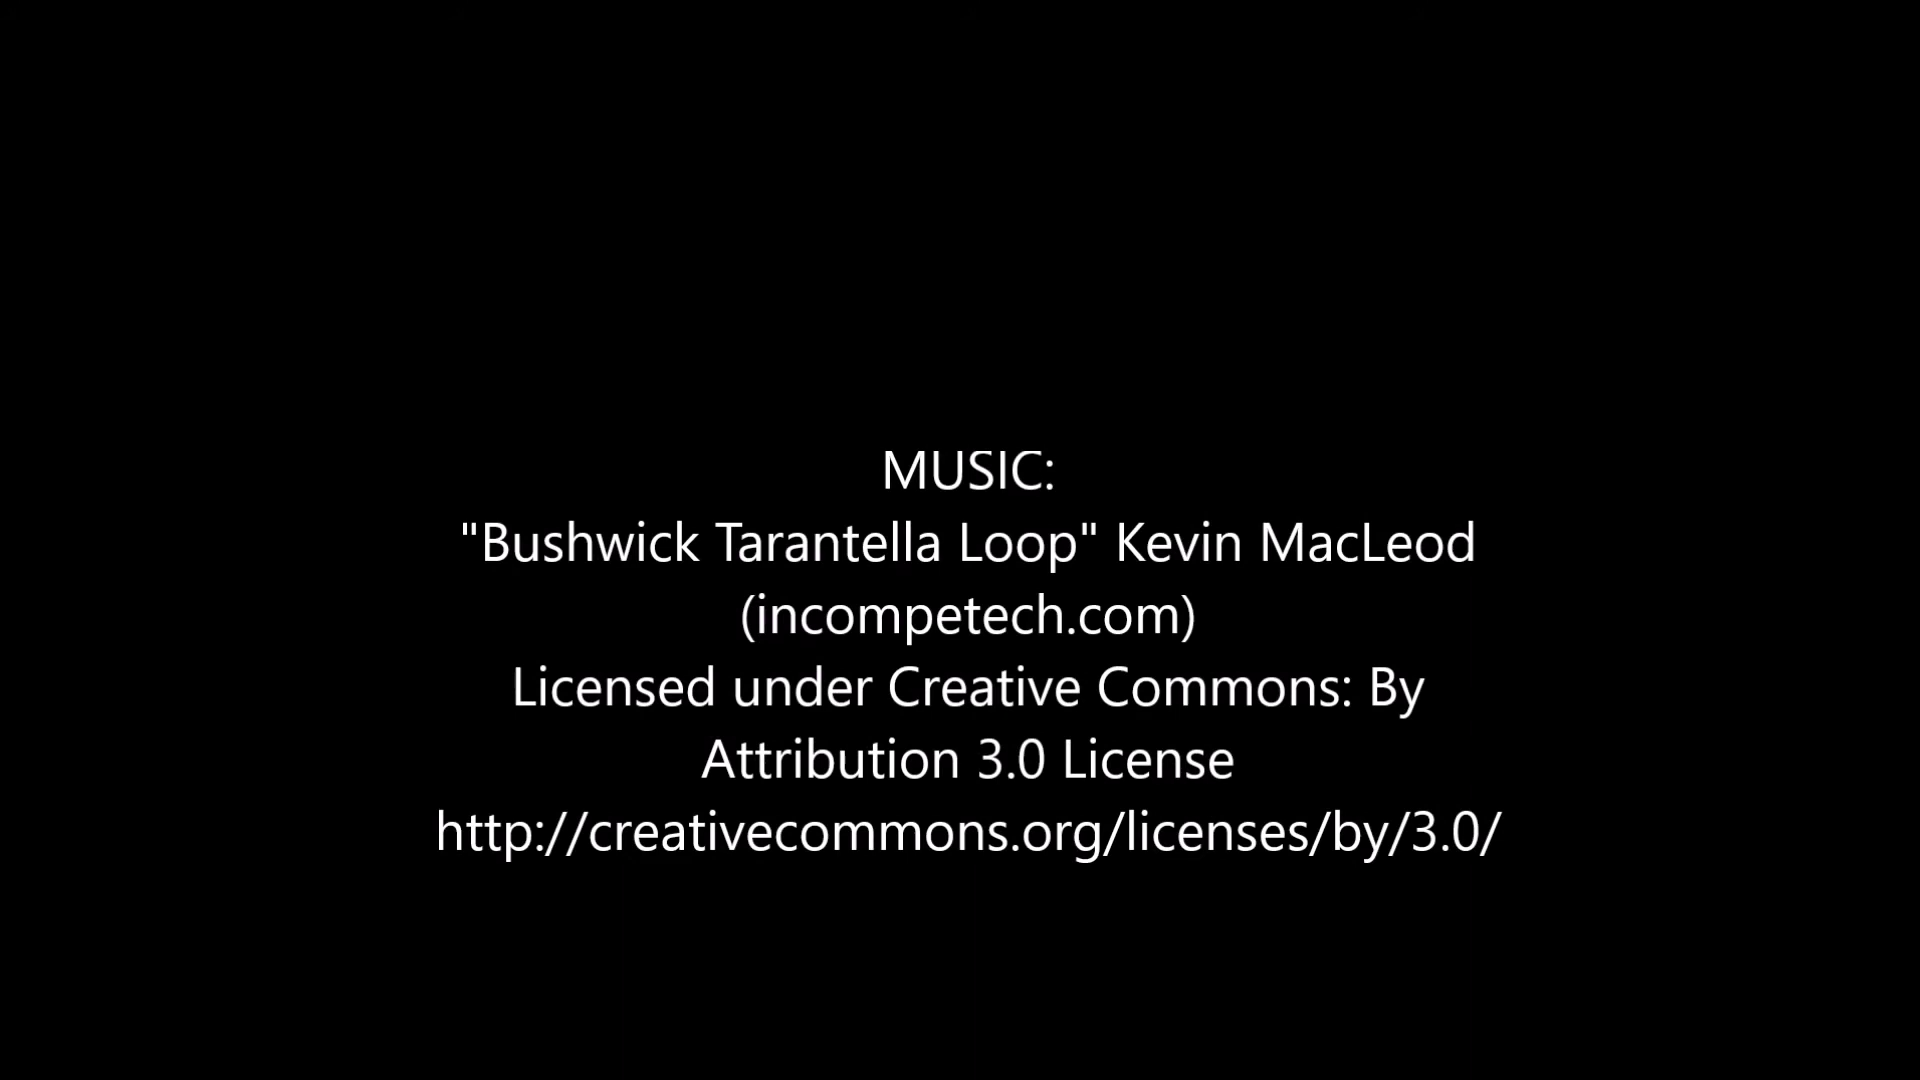 MUSIC:
"Bushwick Tarantella Loop" Kevin MacLeod
(incompetech.com)
Licensed under Creative Commons: By
Attribution 3.0 License
http://creativecommons.org/licenses/by/3.0/